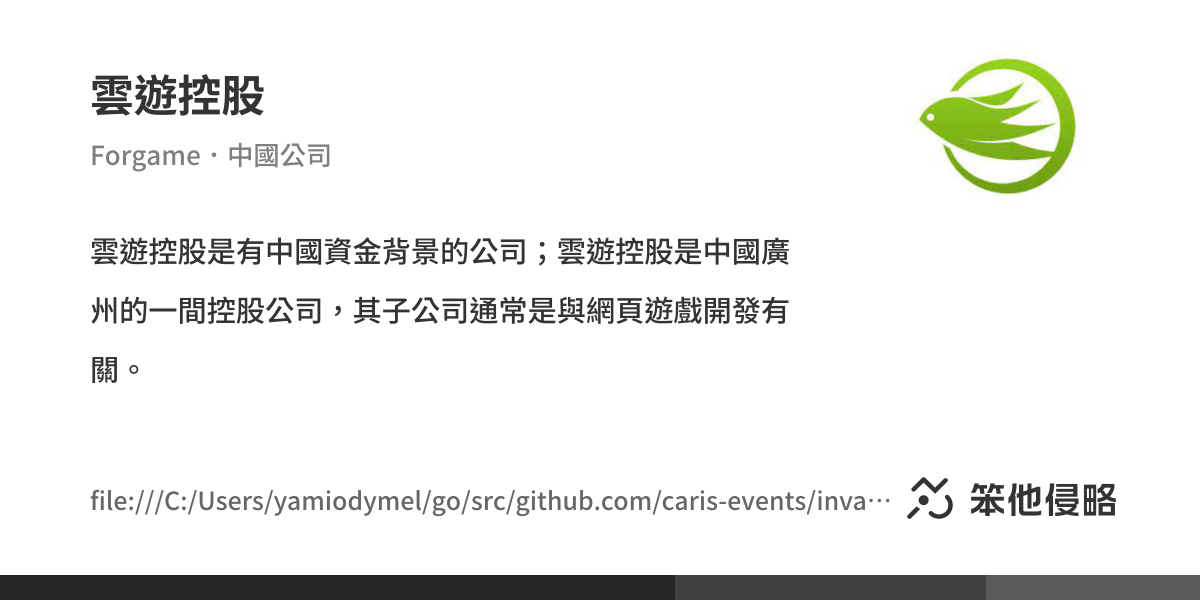 雲遊控股
Forgame・中國公司
雲遊控股是有中國資金背景的公司；雲遊控股是中國廣
州的一間控股公司，其子公司通常是與網頁遊戲開發有
關。
file:///C:/Users/yamiodymel/go/src/github.com/caris-events/inva…
笨他侵略